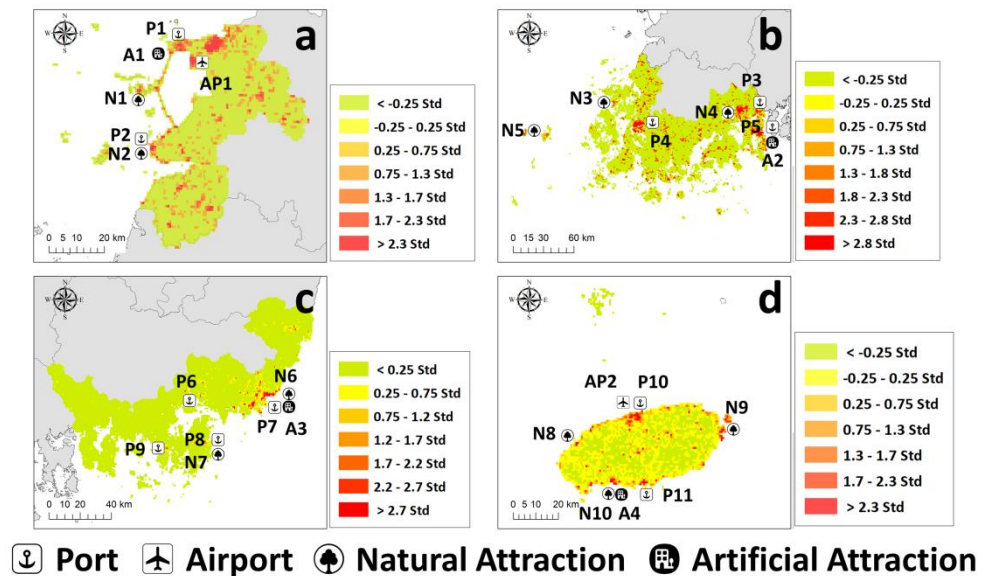 a
P1
A1
AP1
N1
P2
N2
0 5 10 20 km
< -0.25 Std
-0.25 - 0.25 Std
0.25 - 0.75 Std
0.75 - 1.3 Std
1.3 - 1.7 Std
1.7 - 2.3 Std
> 2.3 Std
b
P3
N3
N4
N5
P4
P5
A2
0 15 30 60 km
< -0.25 Std
-0.25 - 0.25 Std
0.25 - 0.75 Std
0.75 - 1.3 Std
1.3 - 1.8 Std
1.8 - 2.3 Std
2.3 - 2.8 Std
> 2.8 Std
c
P6
N6
P7
A3
P8
P9
N7
0 10 20 40 km
< 0.25 Std
0.25 - 0.75 Std
0.75 - 1.2 Std
1.2 - 1.7 Std
1.7 - 2.2 Std
2.2 - 2.7 Std
> 2.7 Std
d
AP2
P10
N9
N8
P11
N10
A4
0 5 10 20 km
< -0.25 Std
-0.25 - 0.25 Std
0.25 - 0.75 Std
0.75 - 1.3 Std
1.3 - 1.7 Std
1.7 - 2.3 Std
> 2.3 Std
Port Airport Natural Attraction Artificial Attraction